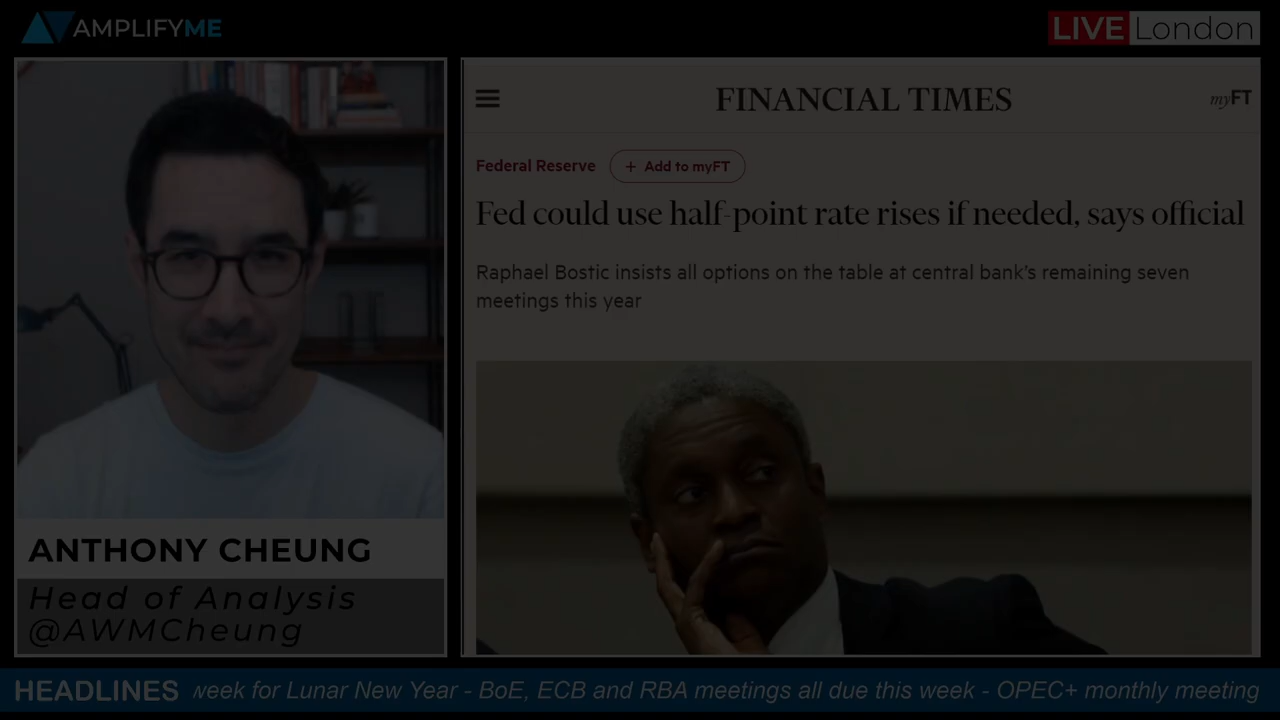 AMPLIFYME
LIVE London
FINANCIAL TIMES
myFT
Federal Reserve
+ Add to myFT
Fed could use half-point rate rises if needed, says official
Raphael Bostic insists all options on the table at central bank's remaining seven
meetings this year
ANTHONY CHEUNG
Head of Analysis
@AWMCheung
HEADLINES week for Lunar New Year - BoE, ECB and RBA meetings all due this week - OPEC+ monthly meeting